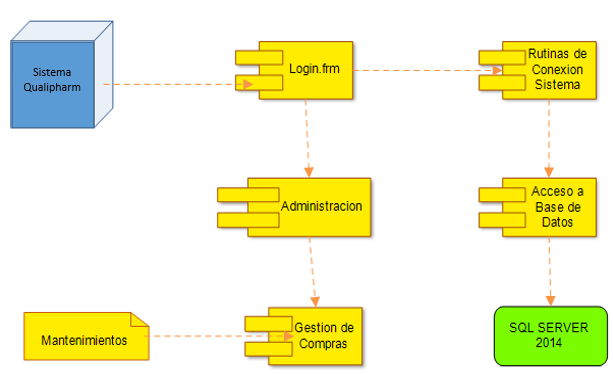 Sistema
Qualipharm
Login.frm
Rutinas de
Conexion
Sistema
Administracion
Acceso a
Base de
Datos
Mantenimientos
Gestion de
Compras
SQL SERVER
2014